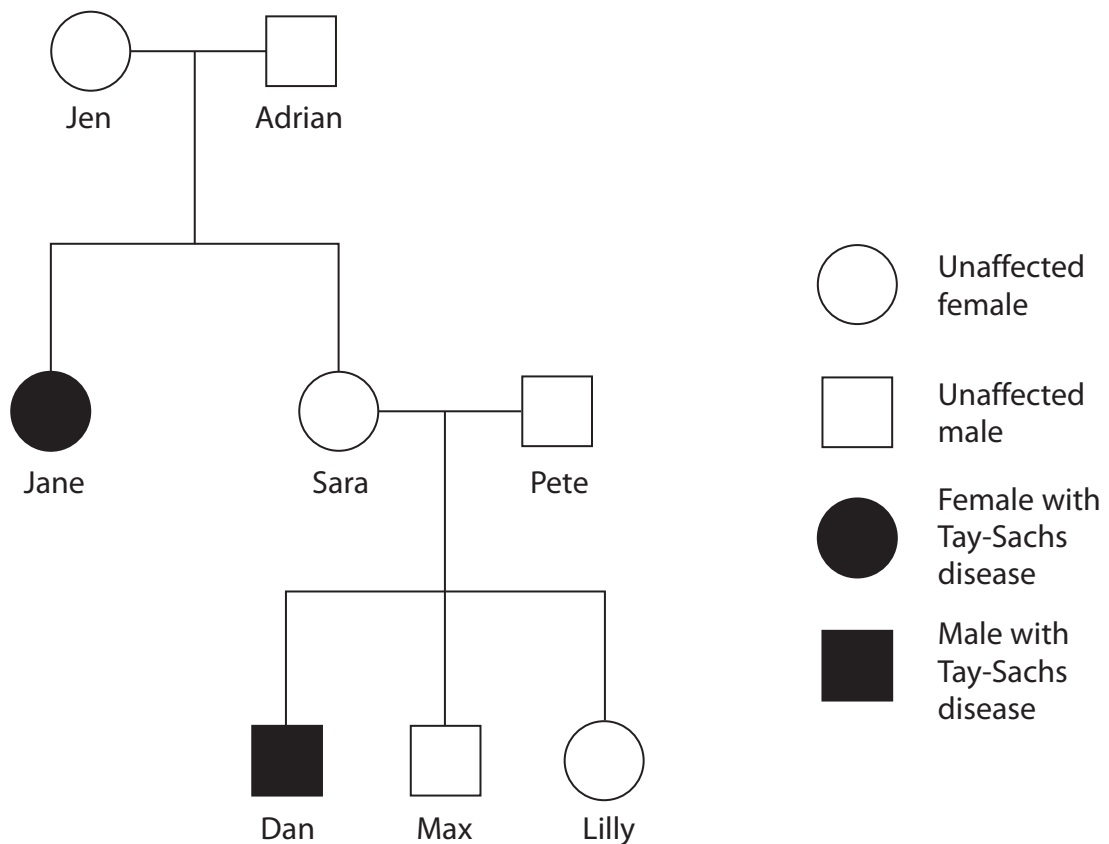 Jen
Adrian
Jane
Sara
Pete
Dan
Max
Lilly
Unaffected
female
Unaffected
male
Female with
Tay-Sachs
disease
Male with
Tay-Sachs
disease